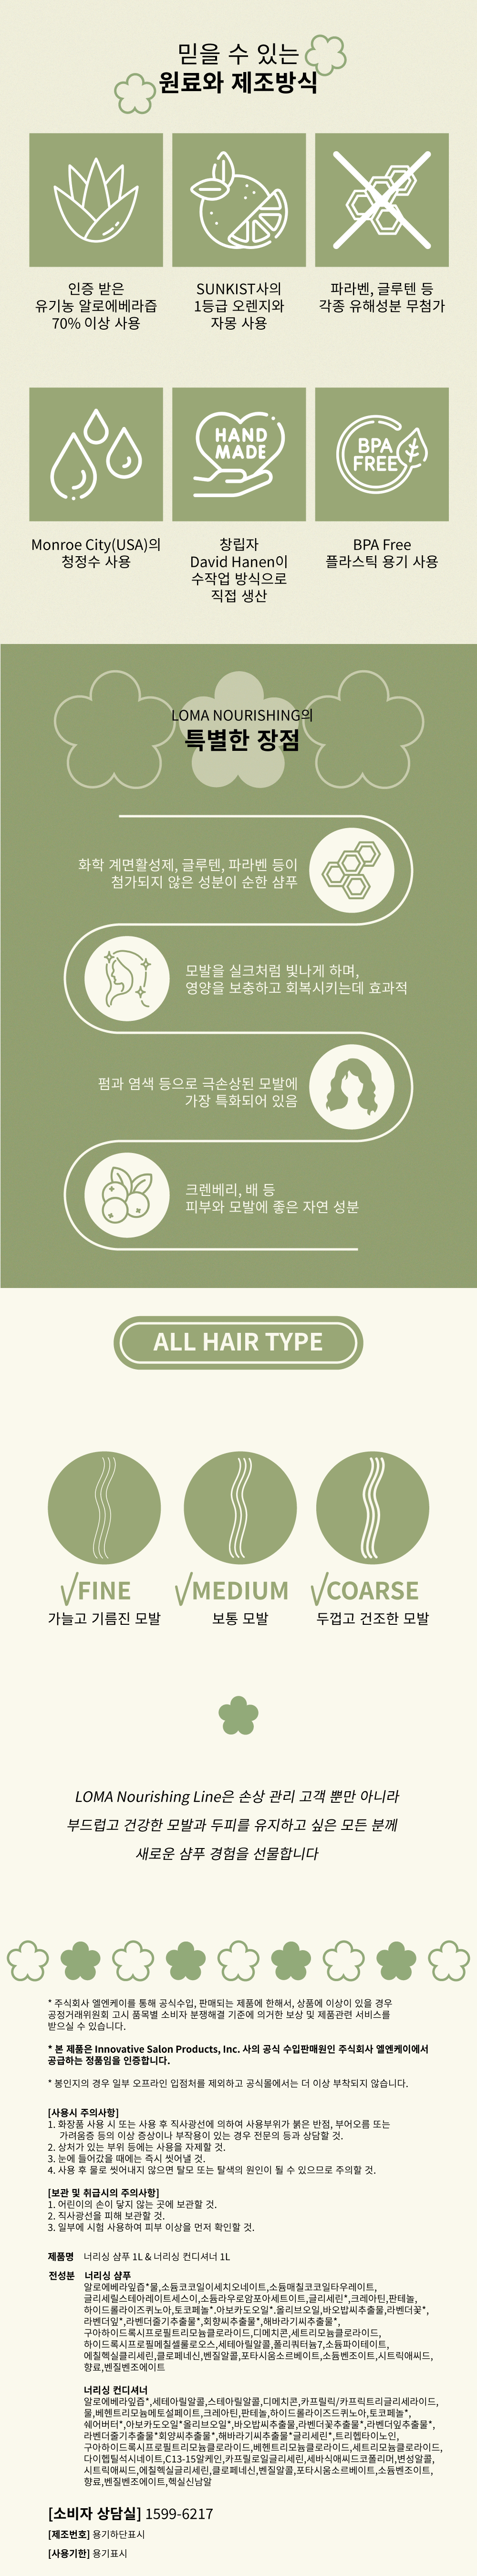 믿을 수 있는
원료와 제조방식
인증 받은
유기농 알로에베라즙
70% 이상 사용
SUNKIST사의
1등급 오렌지와
자몽 사용
파라벤, 글루텐 등
각종 유해성분 무첨가
HAND
MADE
BPA
FREE
Monroe City(USA)의
청정수 사용
창립자
David Hanen이
수작업 방식으로
직접 생산
BPA Free
플라스틱 용기 사용
LOMA NOURISHING의
특별한 장점
화학 계면활성제, 글루텐, 파라벤 등이
첨가되지 않은 성분이 순한 샴푸
모발을 실크처럼 빛나게 하며,
영양을 보충하고 회복시키는데 효과적
펌과 염색 등으로 극손상된 모발에
가장 특화되어 있음
크렌베리, 배 등
피부와 모발에 좋은 자연 성분
ALL HAIR TYPE
√FINE
가늘고 기름진 모발
√MEDIUM
보통 모발
√COARSE
두껍고 건조한 모발
LOMA Nourishing Line은 손상 관리 고객 뿐만 아니라
부드럽고 건강한 모발과 두피를 유지하고 싶은 모든 분께
새로운 샴푸 경험을 선물합니다
* 주식회사 엘엔케이를 통해 공식수입, 판매되는 제품에 한해서, 상품에 이상이 있을 경우
공정거래위원회 고시 품목별 소비자 분쟁해결 기준에 의거한 보상 및 제품관련 서비스를
받으실 수 있습니다.
* 본 제품은 Innovative Salon Products, Inc. 사의 공식 수입판매원인 주식회사 엘엔케이에서
공급하는 정품임을 인증합니다.
* 봉인지의 경우 일부 오프라인 입점처를 제외하고 공식몰에서는 더 이상 부착되지 않습니다.
[사용시 주의사항]
1. 화장품 사용 시 또는 사용 후 직사광선에 의하여 사용부위가 붉은 반점, 부어오름 또는
가려움증 등의 이상 증상이나 부작용이 있는 경우 전문의 등과 상담할 것.
2. 상처가 있는 부위 등에는 사용을 자제할 것.
3. 눈에 들어갔을 때에는 즉시 씻어낼 것.
4. 사용 후 물로 씻어내지 않으면 탈모 또는 탈색의 원인이 될 수 있으므로 주의할 것.
[보관 및 취급시의 주의사항]
1. 어린이의 손이 닿지 않는 곳에 보관할 것.
2. 직사광선을 피해 보관할 것.
3. 일부에 시험 사용하여 피부 이상을 먼저 확인할 것.
제품명 너리싱 샴푸 1L & 너리싱 컨디셔너 1L
전성분 너리싱 샴푸
알로에베라잎즙*물,소듐코코일이세치오네이트,소듐매칠코코일타우레이트,
글리세릴스테아레이트세스이,소듐라우로암포아세트이트,글리세린*,크레아틴,판테놀,
하이드롤라이즈퀴노아,토코페놀*.아보카도오일*.올리브오일,바오밥씨추출물,라벤더꽃*,
라벤더잎*,라벤더줄기추출물*,회향씨추출물*,해바라기씨추출물*,
구아하이드록시프로필트리모늄클로라이드,디메치콘,세트리모늄클로라이드,
하이드록시프로필메칠셀룰로오스,세테아릴알콜,폴리쿼터늄7,소듐파이테이트,
에칠헥실클리세린,클로페네신,벤질알콜,포타시움소르베이트,소듐벤조이트,시트릭애씨드,
향료,벤질벤조에이트
너리싱 컨디셔너
알로에베라잎즙*,세테아릴알콜,스테아릴알콜,디메치콘,카프릴릭/카프릭트리글리세라이드,
물,베헨트리모늄메토설페이트,크레아틴,판테놀,하이드롤라이즈드퀴노아,토코페놀*,
쉐어버터*,아보카도오일*올리브오일*,바오밥씨추출물,라벤더꽃추출물*,라벤더잎추출물*,
라벤더줄기추출물*회향씨추출물*,해바라기씨추출물*글리세린*,트리헵타이노인,
구아하이드록시프로필트리모늄클로라이드,베헨트리모늄클로라이드,세트리모늄클로라이드,
다이헵틸석시네이트,C13-15알케인,카프릴로일글리세린,세바식애씨드코폴리머,변성알콜,
시트릭애씨드,에칠헥실글리세린,클로페네신,벤질알콜,포타시움소르베이트,소듐벤조이트,
향료,벤질벤조에이트,헥실신남알
[소비자 상담실] 1599-6217
[제조번호] 용기하단표시
[사용기한] 용기표시